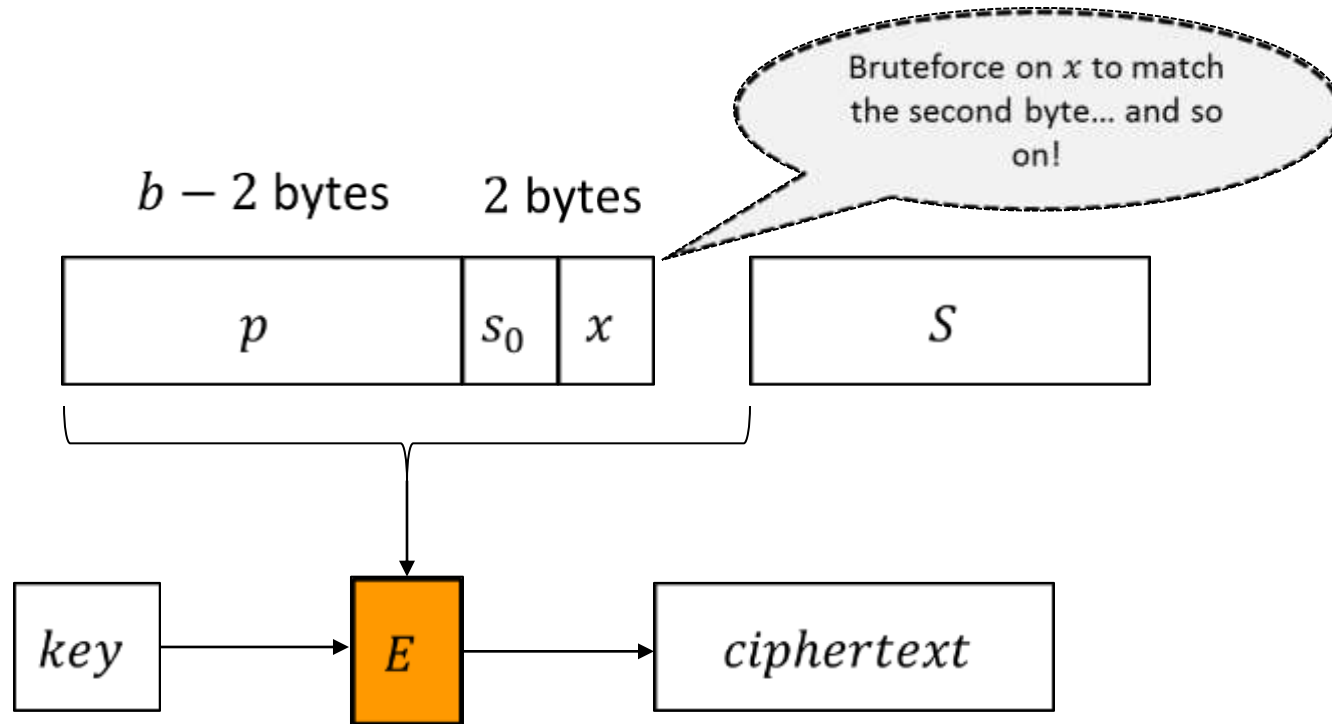 Bruteforce on 𝑥 to match
the second byte... and so
on!
𝑏 − 2 bytes 2 bytes
𝑝 𝑠₀ 𝑥 𝑆
𝑘𝑒𝑦 𝐸 𝑐𝑖𝑝ℎ𝑒𝑟𝑡𝑒𝑥𝑡